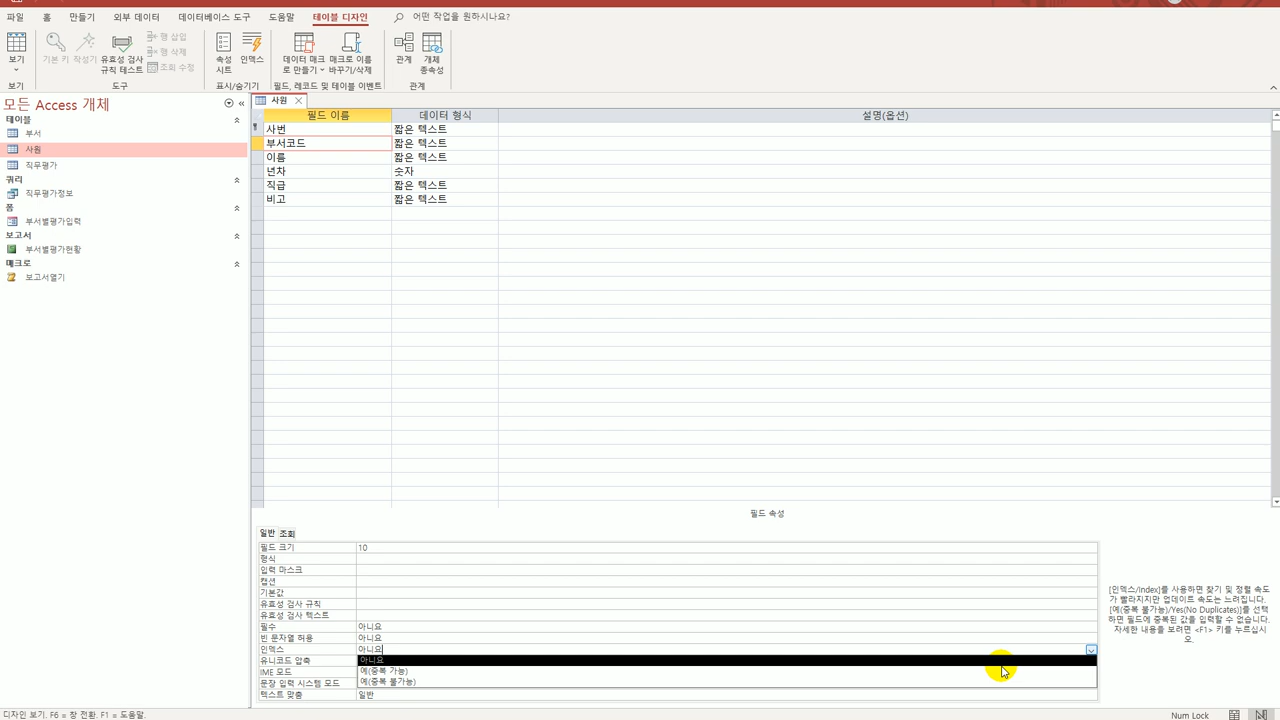 파일 홈 만들기 외부 데이터 데이터베이스 도구 도움말 테이블 디자인 어떤 작업을 원하시나요?
보기 기본 키 작성기 유효성 검사 규칙 테스트
행 삽입
행 삭제
조회 수정
속성 시트 인덱스
데이터 매크로 만들기 매크로 이름 바꾸기/삭제
관계 개체 종속성
보기 도구 표시/숨기기 필드, 레코드 및 테이블 이벤트 관계
모든 Access 개체
테이블
부서
사원
직무평가
쿼리
직무평가정보
폼
부서별평가입력
보고서
부서별평가현황
매크로
보고서열기
사원
필드 이름 데이터 형식 설명(옵션)
사번 짧은 텍스트
부서코드 짧은 텍스트
이름 짧은 텍스트
년차 숫자
직급 짧은 텍스트
비고 짧은 텍스트
필드 속성
일반 조회
필드 크기 10
형식
입력 마스크
캡션
기본값
유효성 검사 규칙
유효성 검사 텍스트
필수 아니요
빈 문자열 허용 아니요
인덱스 아니요
유니코드 압축 아니요
IME 모드 예(중복 가능)
문장 입력 시스템 모드 예(중복 불가능)
텍스트 맞춤 일반
[인덱스/Index]를 사용하면 찾기 및 정렬 속도
가 빨라지지만 업데이트 속도는 느려집니다.
[예(중복 불가능)/Yes(No Duplicates)]를 선택
하면 필드에 중복된 값을 입력할 수 없습니다.
자세한 내용을 보려면 <F1> 키를 누르십시
오.
디자인 보기. F6 = 창 전환. F1 = 도움말.
Num Lock